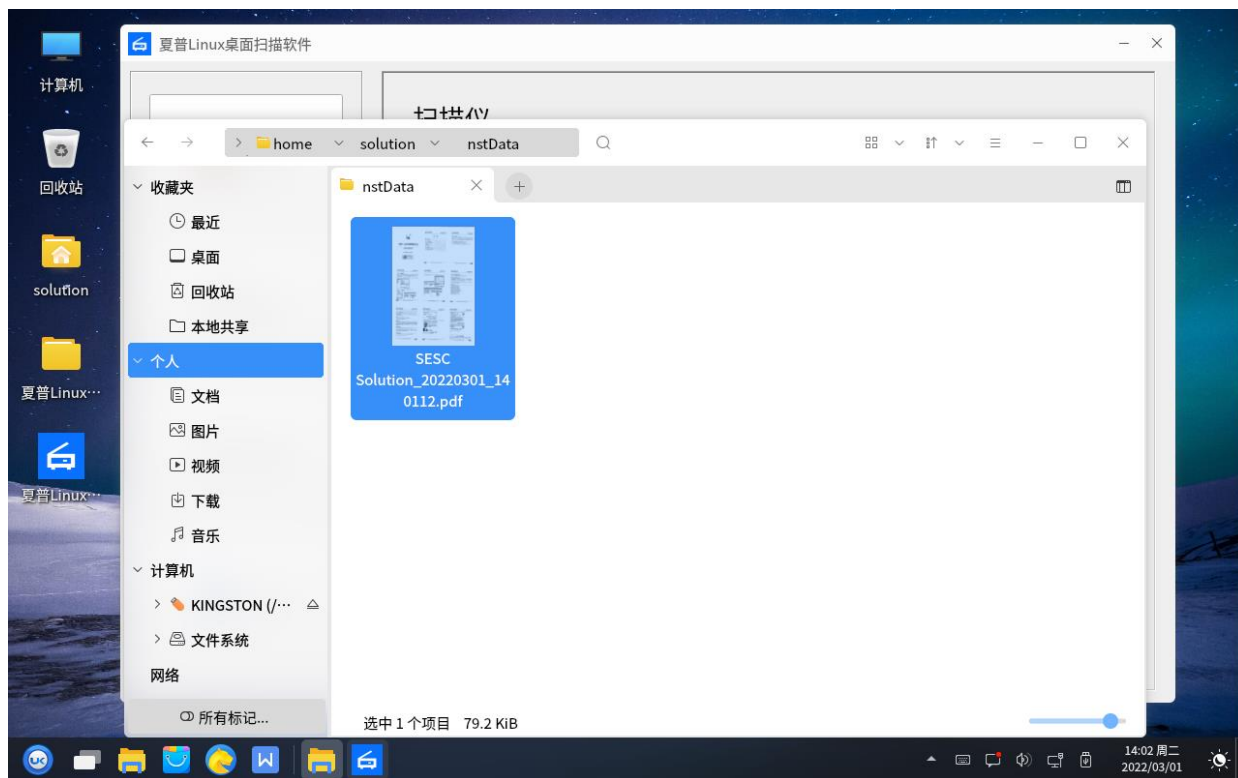 计算机
回收站
solution
夏普Linux…
夏普Linux…
夏普Linux桌面扫描软件
扫描仪
home
solution
nstData
nstData
收藏夹
最近
桌面
回收站
本地共享
个人
文档
图片
视频
下载
音乐
计算机
KINGSTON (/…
文件系统
网络
所有标记...
SESC
Solution_20220301_14
0112.pdf
选中 1 个项目 79.2 KiB
14:02 周二
2022/03/01